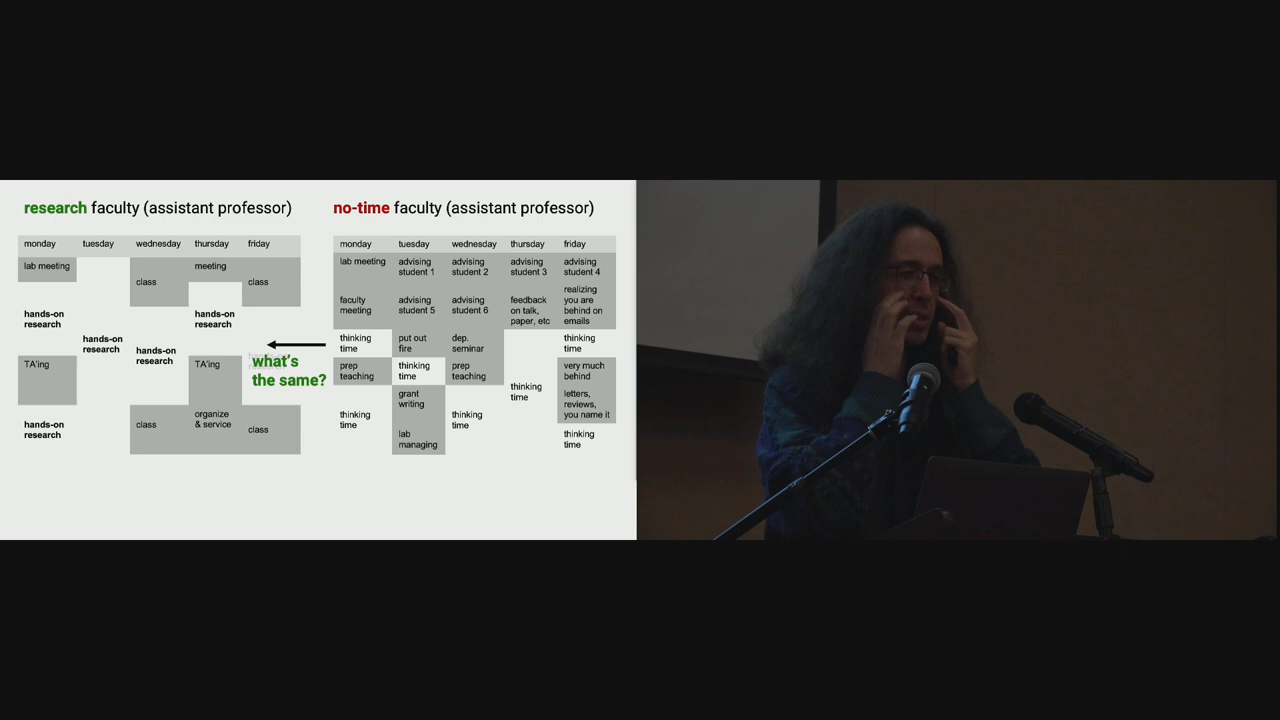 research faculty (assistant professor)
monday tuesday wednesday thursday friday
lab meeting
meeting
class
class
hands-on
research
hands-on
research
hands-on
research
hands-on
research
TA'ing
TA'ing
hands-on
research
class
organize
& service
class
what's
the same?
no-time faculty (assistant professor)
monday tuesday wednesday thursday friday
lab meeting
advising
student 1
advising
student 2
advising
student 3
advising
student 4
faculty
meeting
advising
student 5
advising
student 6
feedback
on talk,
paper, etc
realizing
you are
behind on
emails
thinking
time
put out
fire
dep.
seminar
thinking
time
thinking
time
prep
teaching
thinking
time
prep
teaching
very much
behind
thinking
time
grant
writing
thinking
time
letters,
reviews,
you name it
lab
managing
thinking
time